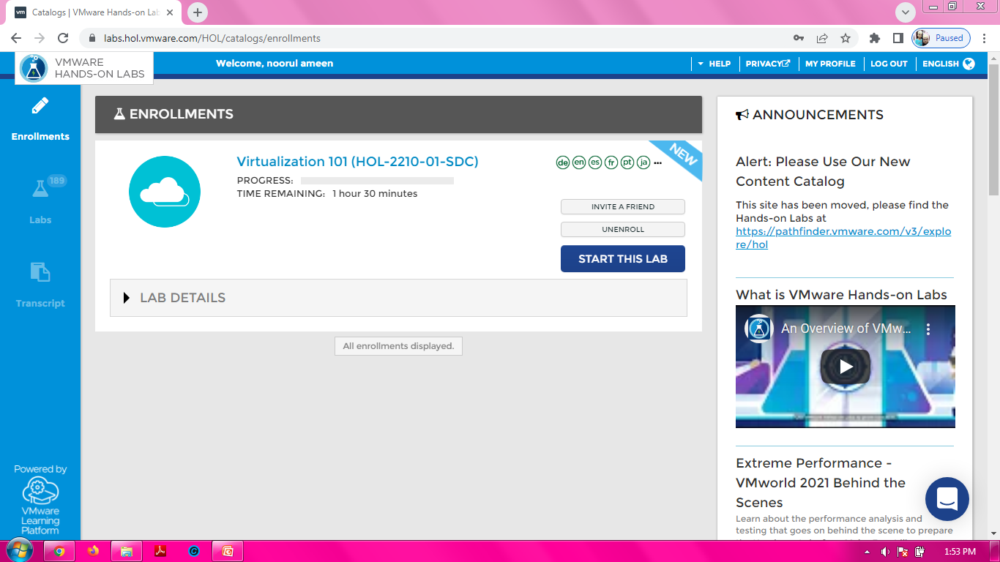 Catalogs | VMware Hands-on Lab
labs.hol.vmware.com/HOL/catalogs/enrollments
Paused
VMWARE
HANDS-ON LABS
Welcome, noorul ameen
HELP
PRIVACY
MY PROFILE
LOG OUT
ENGLISH
Enrollments
189
Labs
Transcript
Powered by
VMware
Learning
Platform
ENROLLMENTS
NEW
Virtualization 101 (HOL-2210-01-SDC)
de en es fr pt ja ...
PROGRESS:
TIME REMAINING: 1 hour 30 minutes
INVITE A FRIEND
UNENROLL
START THIS LAB
LAB DETAILS
All enrollments displayed.
ANNOUNCEMENTS
Alert: Please Use Our New
Content Catalog
This site has been moved, please find the
Hands-on Labs at
https://pathfinder.vmware.com/v3/explo
re/hol
What is VMware Hands-on Labs
An Overview of VMw...
Extreme Performance -
VMworld 2021 Behind the
Scenes
Learn about the performance analysis and
testing that goes on behind the scene to prepare
1:53 PM